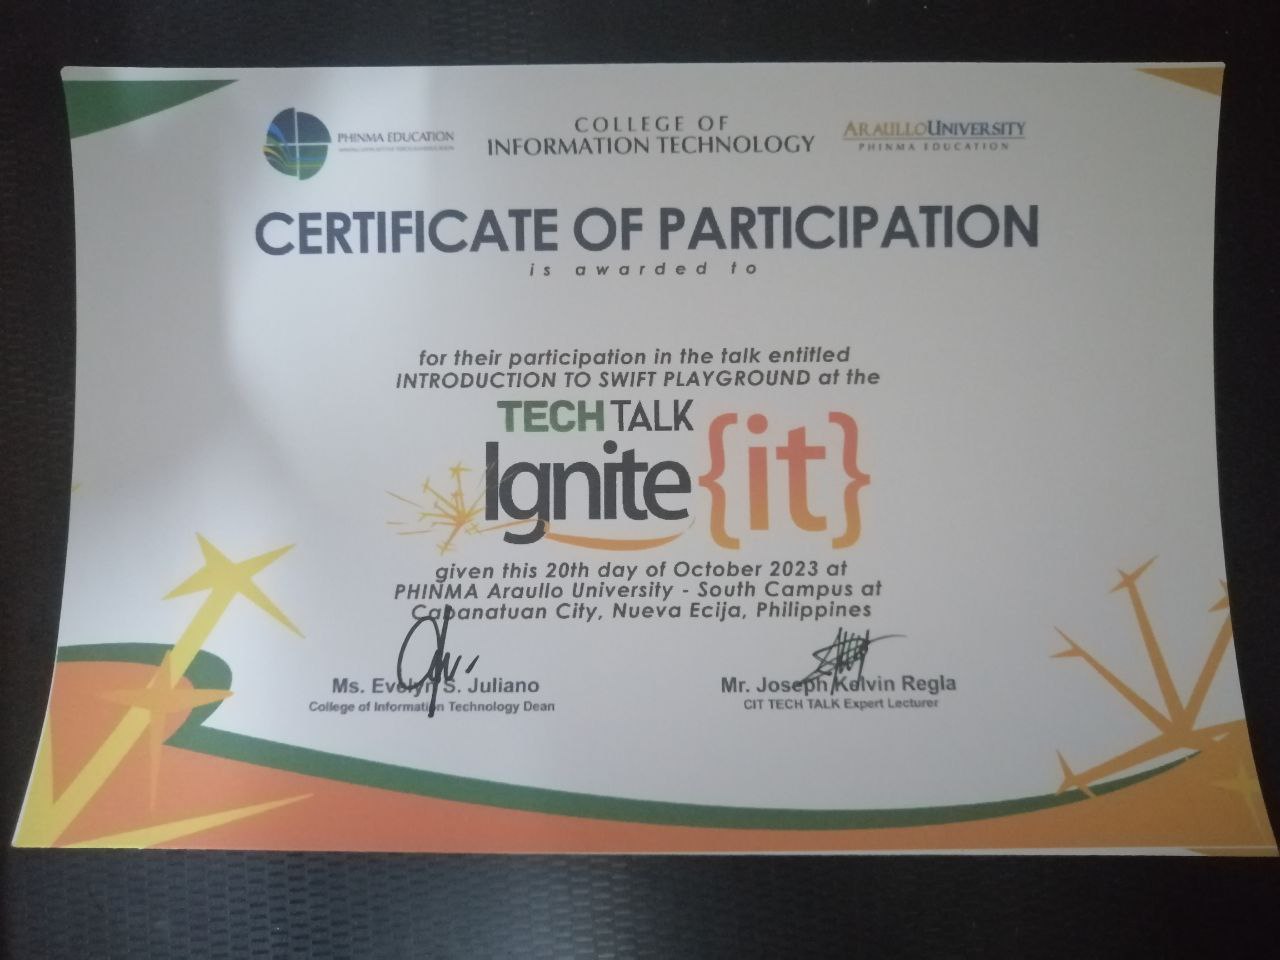 PHINMA EDUCATION
COLLEGE OF
INFORMATION TECHNOLOGY
ARAULLO UNIVERSITY
PHINMA EDUCATION
CERTIFICATE OF PARTICIPATION
is awarded to
for their participation in the talk entitled
INTRODUCTION TO SWIFT PLAYGROUND at the
TECH TALK
Ignite {it}
given this 20th day of October 2023 at
PHINMA Araullo University - South Campus at
Cabanatuan City, Nueva Ecija, Philippines
Ms. Evelyn S. Juliano
College of Information Technology Dean
Mr. Joseph Kelvin Regla
CIT TECH TALK Expert Lecturer